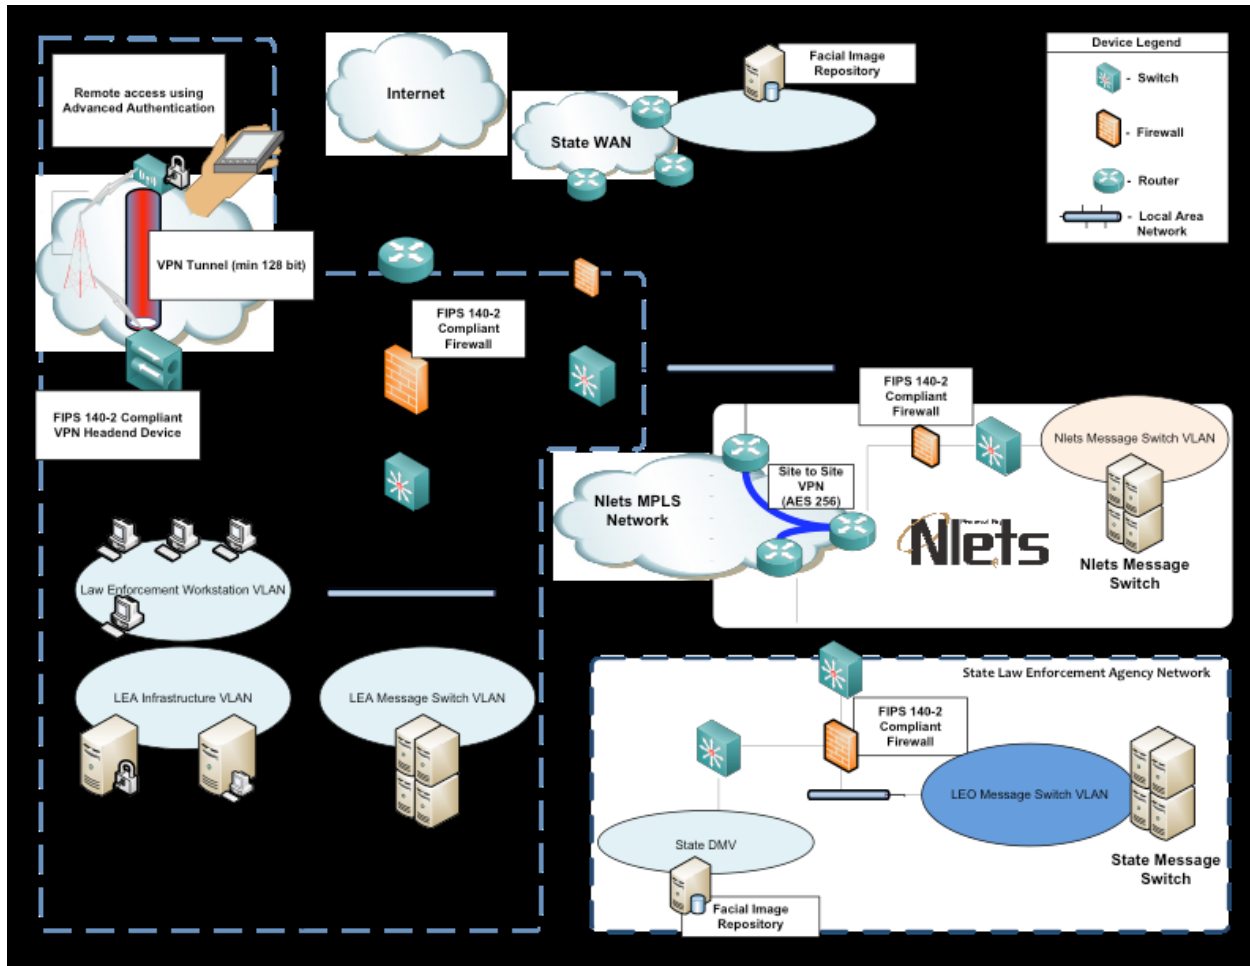 Remote access using
Advanced Authentication
Internet
State WAN
Facial Image
Repository
Device Legend
- Switch
- Firewall
- Router
- Local Area
Network
VPN Tunnel (min 128 bit)
FIPS 140-2
Compliant
Firewall
FIPS 140-2 Compliant
VPN Headend Device
FIPS 140-2
Compliant
Firewall
Nlets Message Switch VLAN
Site to Site
VPN
(AES 256)
Nlets MPLS
Network
Powered By
Nlets
Nlets Message
Switch
Law Enforcement Workstation VLAN
LEA Infrastructure VLAN
LEA Message Switch VLAN
State Law Enforcement Agency Network
FIPS 140-2
Compliant
Firewall
LEO Message Switch VLAN
State DMV
State Message
Switch
Facial Image
Repository